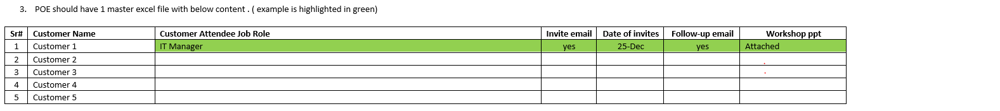 3. POE should have 1 master excel file with below content . ( example is highlighted in green)
Sr# Customer Name Customer Attendee Job Role Invite email Date of invites Follow-up email Workshop ppt
1 Customer 1 IT Manager yes 25-Dec yes Attached
2 Customer 2
3 Customer 3
4 Customer 4
5 Customer 5